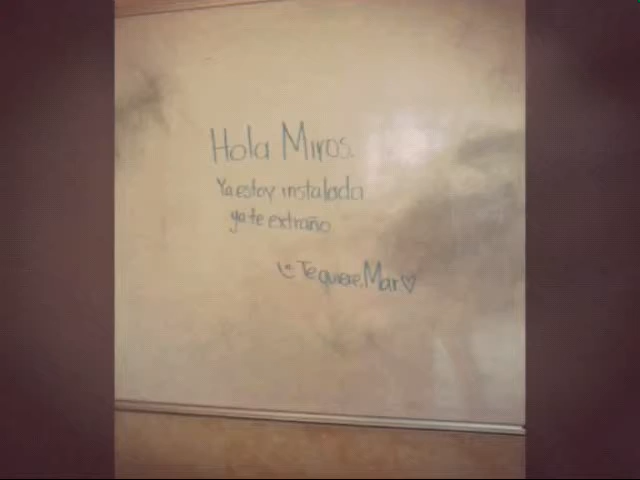 Hola Miros.
Ya estoy instalada
ya te extraño
Te quiere. Mar♡